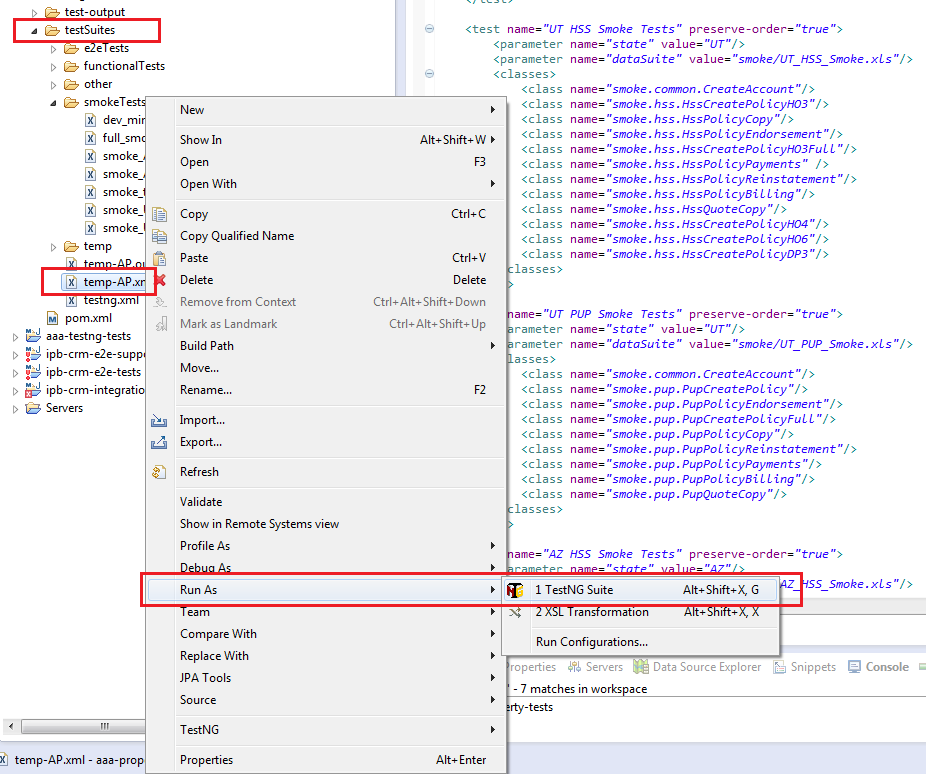 test-output
testSuites
e2eTests
functionalTests
other
smokeTests
dev_mir
full_smo
smoke_
smoke_
smoke_
smoke_
smoke_
temp
temp-AP.ou
temp-AP.xm
testng.xml
pom.xml
aaa-testng-tests
ipb-crm-e2e-suppo
ipb-crm-e2e-tests
ipb-crm-integratio
Servers
temp-AP.xml - aaa-prop
New
Show In Alt+Shift+W
Open F3
Open With
Copy Ctrl+C
Copy Qualified Name
Paste Ctrl+V
Delete Delete
Remove from Context Ctrl+Alt+Shift+Down
Mark as Landmark Ctrl+Alt+Shift+Up
Build Path
Move...
Rename... F2
Import...
Export...
Refresh
Validate
Show in Remote Systems view
Profile As
Debug As
Run As
Team
Compare With
Replace With
JPA Tools
Source
TestNG
Properties Alt+Enter
1 TestNG Suite Alt+Shift+X, G
2 XSL Transformation Alt+Shift+X, X
Run Configurations...
</test>
<test name="UT HSS Smoke Tests" preserve-order="true">
<parameter name="state" value="UT"/>
<parameter name="dataSuite" value="smoke/UT_HSS_Smoke.xls"/>
<classes>
<class name="smoke.common.CreateAccount"/>
<class name="smoke.hss.HssCreatePolicyHO3"/>
<class name="smoke.hss.HssPolicyCopy"/>
<class name="smoke.hss.HssPolicyEndorsement"/>
<class name="smoke.hss.HssCreatePolicyHO3Full"/>
<class name="smoke.hss.HssPolicyPayments" />
<class name="smoke.hss.HssPolicyReinstatement"/>
<class name="smoke.hss.HssPolicyBilling"/>
<class name="smoke.hss.HssQuoteCopy"/>
<class name="smoke.hss.HssCreatePolicyHO4"/>
<class name="smoke.hss.HssCreatePolicyHO6"/>
<class name="smoke.hss.HssCreatePolicyDP3"/>
classes>
>
name="UT PUP Smoke Tests" preserve-order="true">
arameter name="state" value="UT"/>
arameter name="dataSuite" value="smoke/UT_PUP_Smoke.xls"/>
lasses>
<class name="smoke.common.CreateAccount"/>
<class name="smoke.pup.PupCreatePolicy"/>
<class name="smoke.pup.PupPolicyEndorsement"/>
<class name="smoke.pup.PupCreatePolicyFull"/>
<class name="smoke.pup.PupPolicyCopy"/>
<class name="smoke.pup.PupPolicyReinstatement"/>
<class name="smoke.pup.PupPolicyPayments"/>
<class name="smoke.pup.PupPolicyBilling"/>
<class name="smoke.pup.PupQuoteCopy"/>
classes>
>
name="AZ HSS Smoke Tests" preserve-order="true">
arameter name="state" value="AZ"/>
AZ_HSS_Smoke.xls"/>
Properties Servers Data Source Explorer Snippets Console
' - 7 matches in workspace
erty-tests